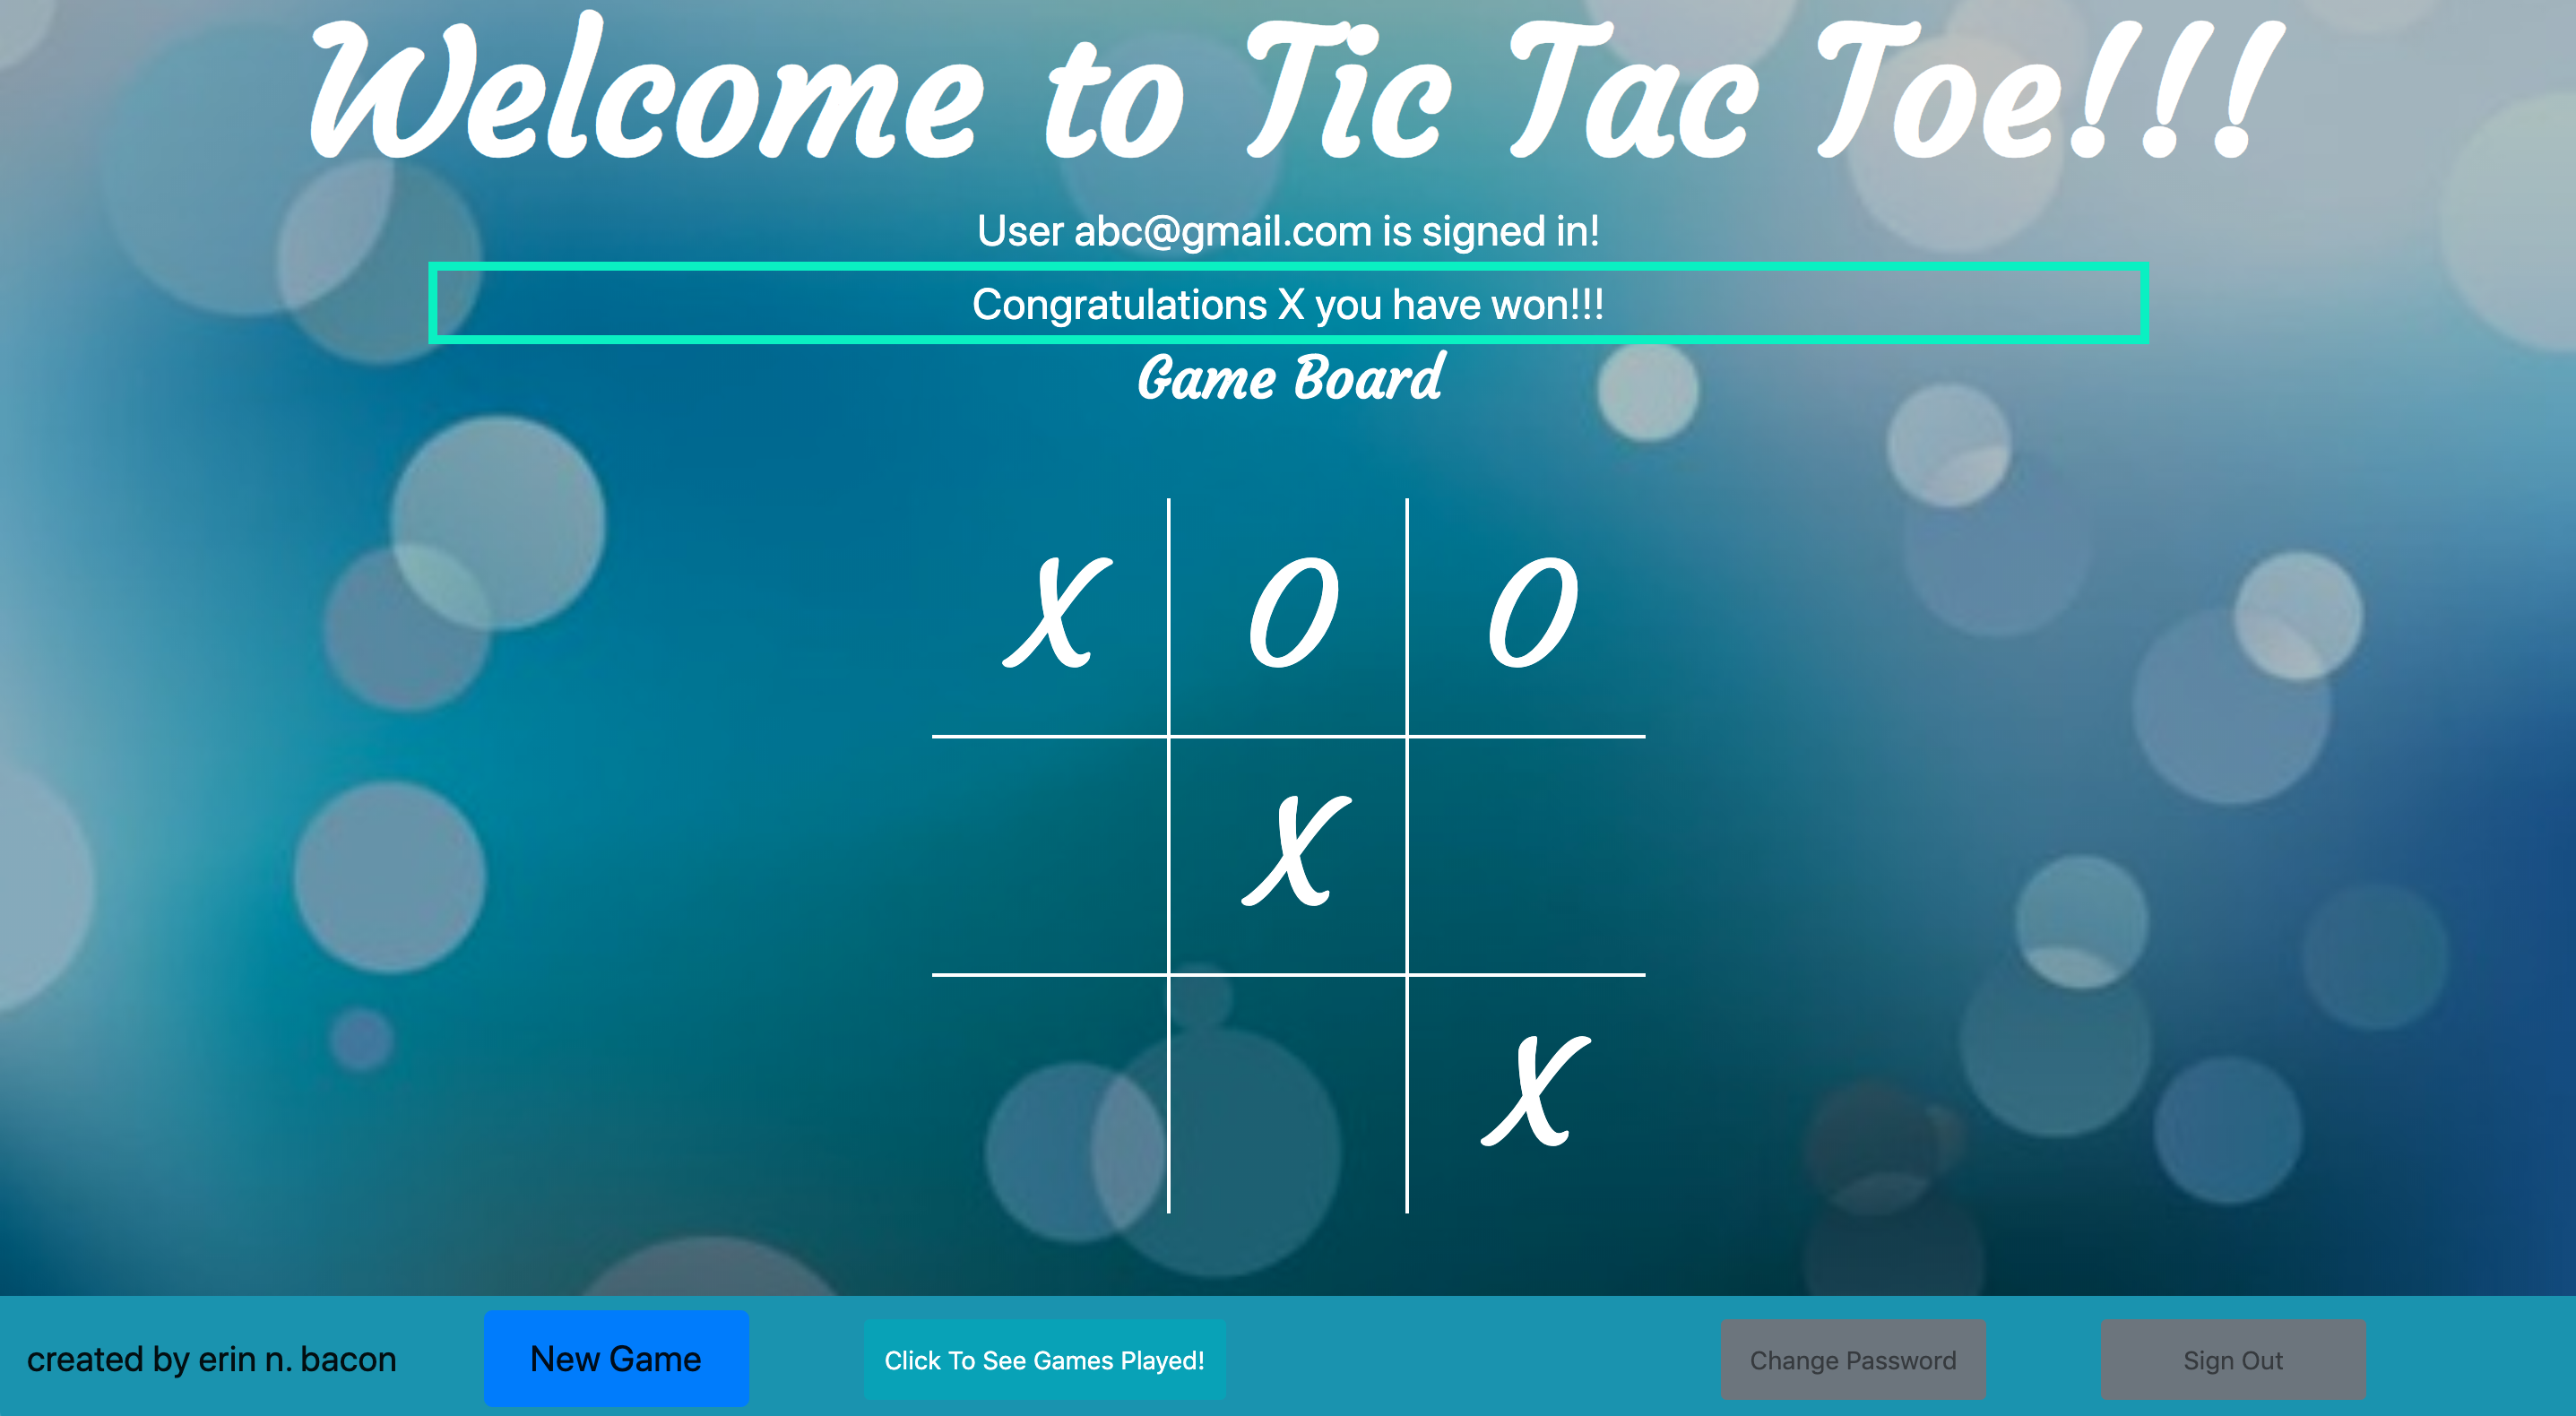 Welcome to Tic Tac Toe!!!
User abc@gmail.com is signed in!
Congratulations X you have won!!!
Game Board
X O O
X
X
created by erin n. bacon New Game Click To See Games Played! Change Password Sign Out